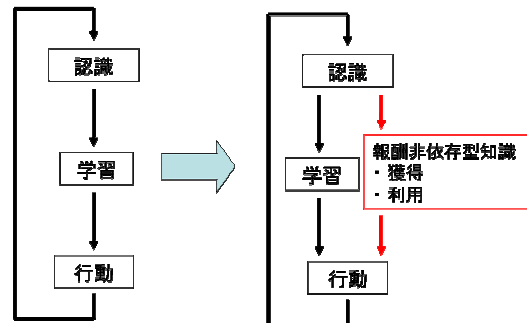 認識
学習
行動
認識
学習
報酬非依存型知識
・ 獲得
・ 利用
行動